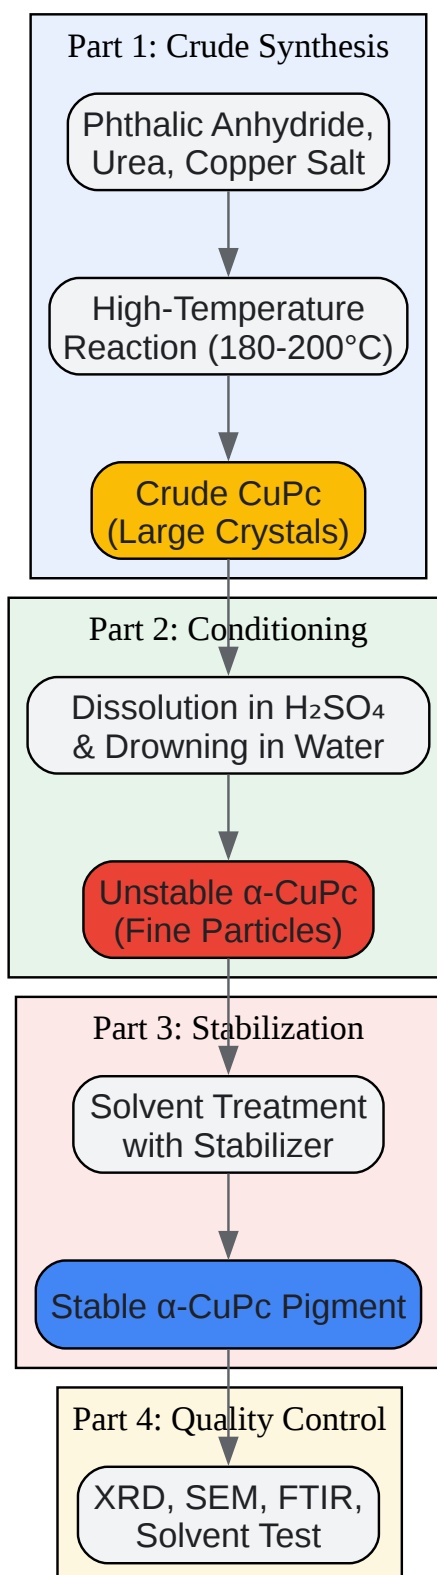 Part 1: Crude Synthesis
Phthalic Anhydride,
Urea, Copper Salt
High-Temperature
Reaction (180-200°C)
Crude CuPc
(Large Crystals)
Part 2: Conditioning
Dissolution in H₂SO₄
& Drowning in Water
Unstable α-CuPc
(Fine Particles)
Part 3: Stabilization
Solvent Treatment
with Stabilizer
Stable α-CuPc Pigment
Part 4: Quality Control
XRD, SEM, FTIR,
Solvent Test